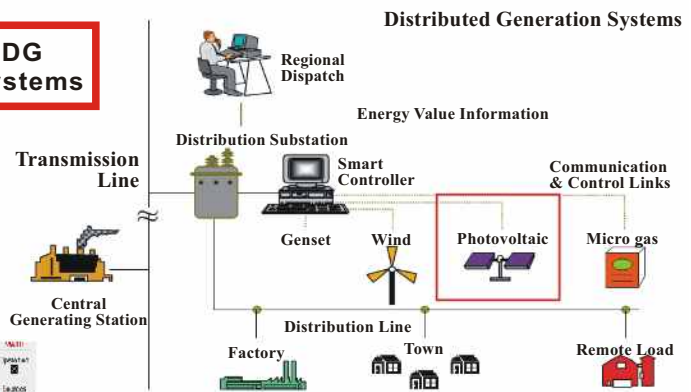 Distributed Generation Systems
DG
stems
Regional
Dispatch
Energy Value Information
Distribution Substation
Transmission
Line
Smart
Controller
Communication
& Control Links
Genset
Wind
Photovoltaic
Micro gas
Central
Generating Station
Distribution Line
Factory
Town
Remote Load